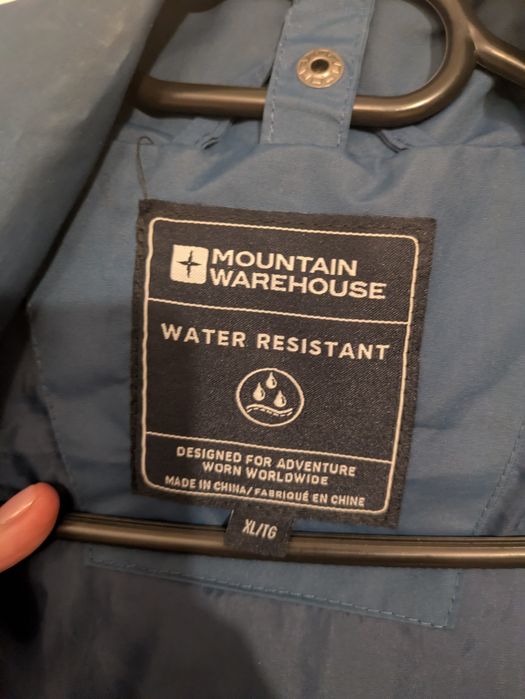 MOUNTAIN
WAREHOUSE
WATER RESISTANT
DESIGNED FOR ADVENTURE
WORN WORLDWIDE
MADE IN CHINA/FABRIQUÉ EN CHINE
XL/TG